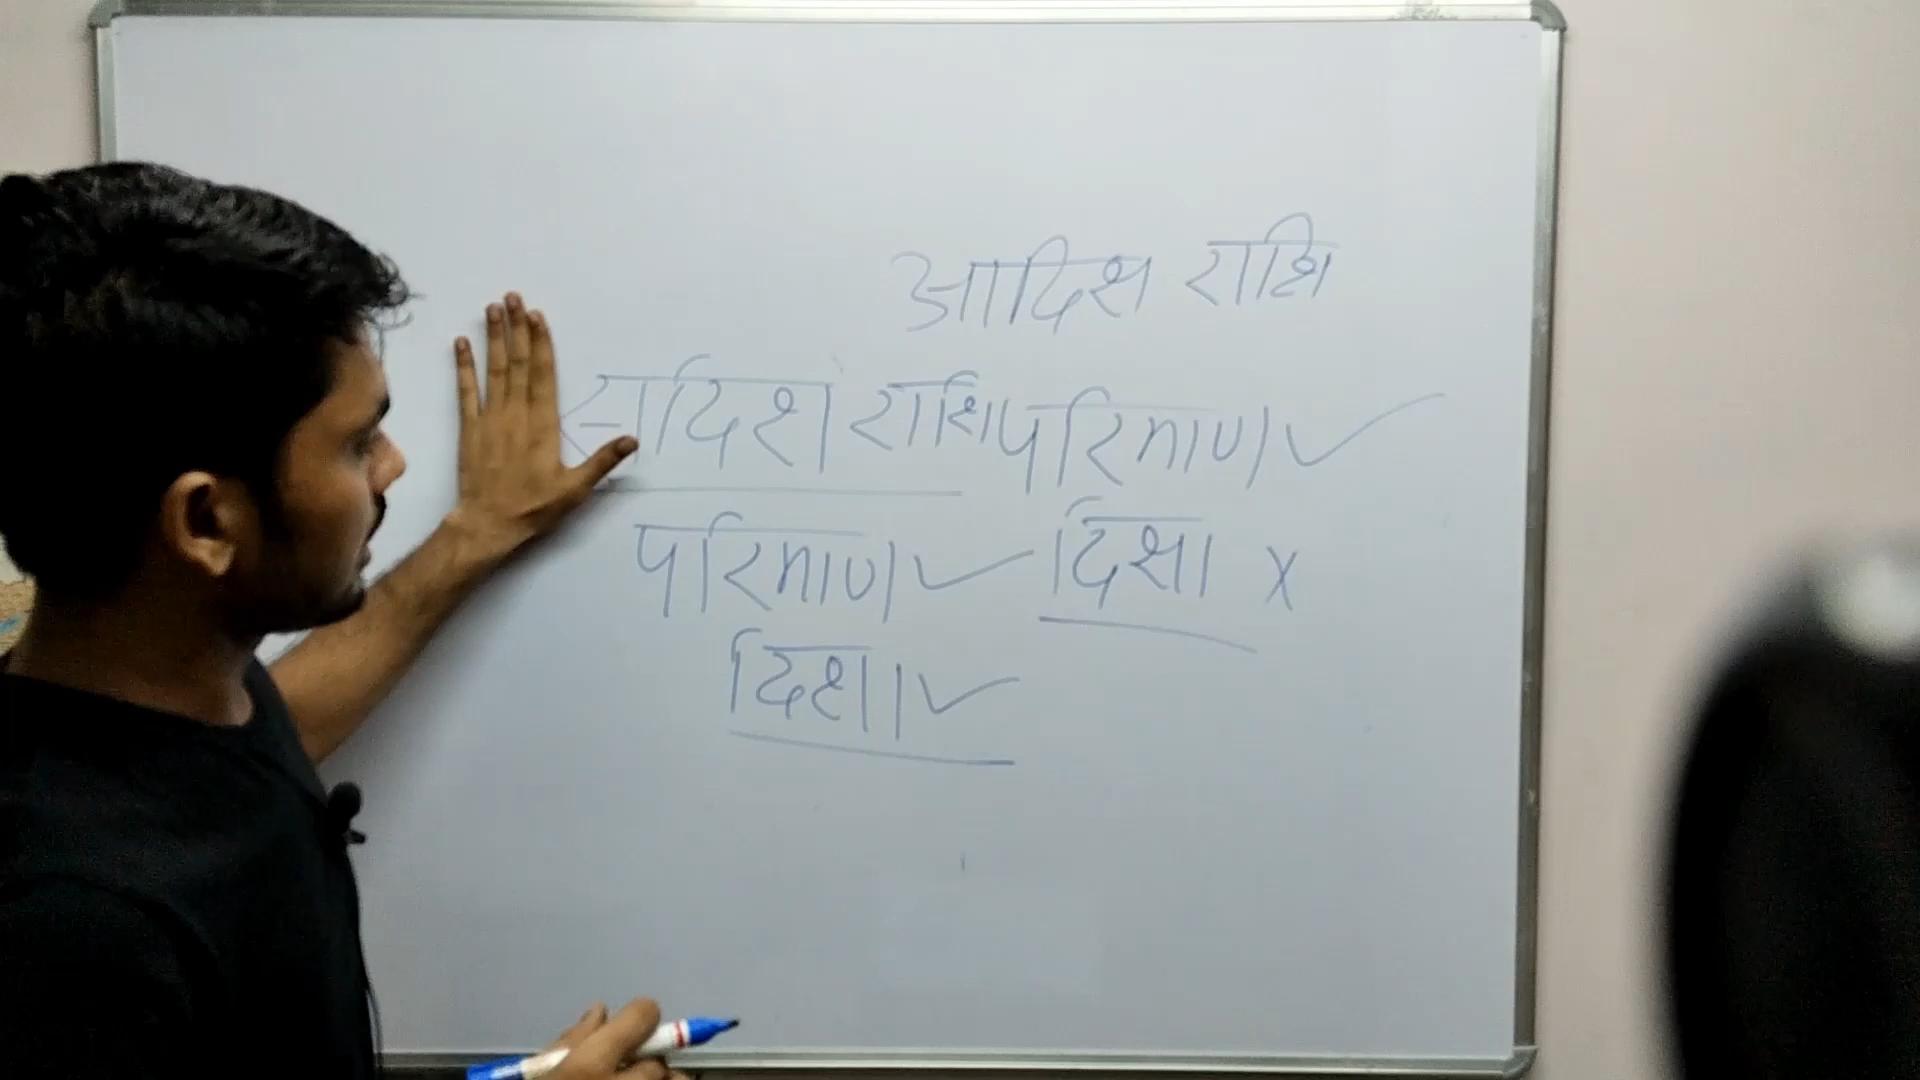 आदिश राशि
सदिश राशि
परिमाण ✓
दिशा ✓
परिमाण ✓
दिशा x